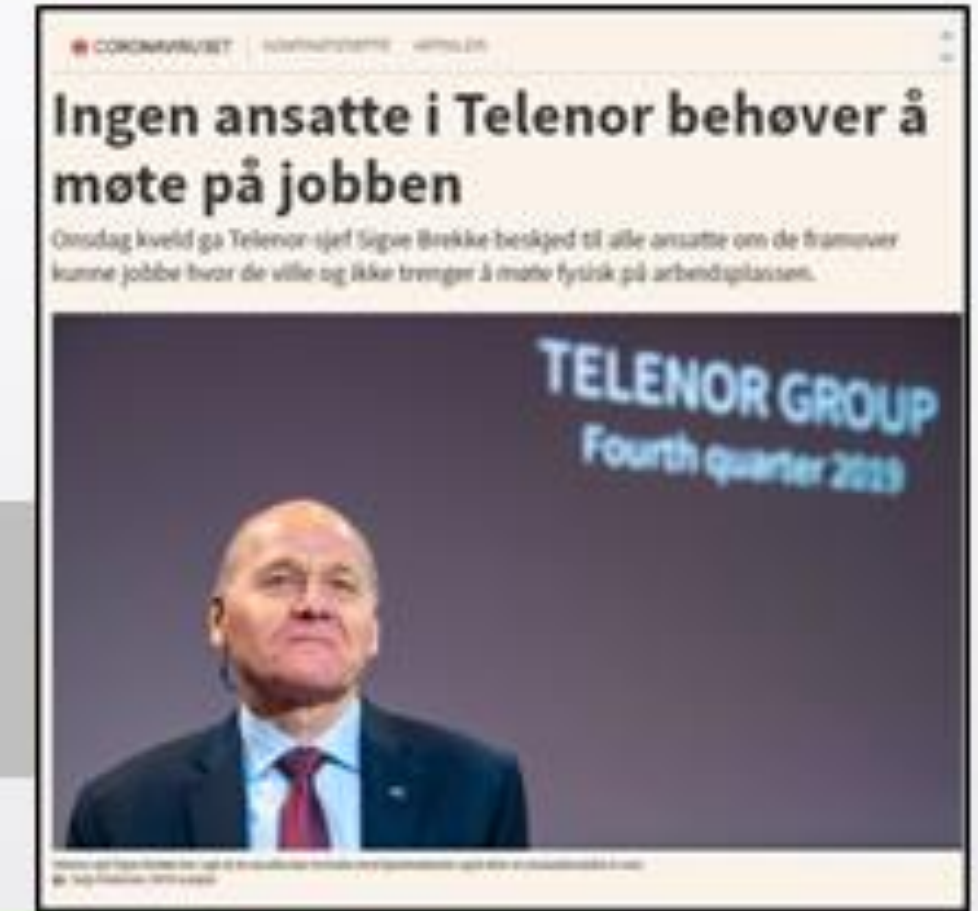 CORONAVIRUSET
Ingen ansatte i Telenor behøver å
møte på jobben
Onsdag kveld ga Telenor-sjef Sigve Brekke beskjed til alle ansatte om de framover
kunne jobbe hvor de ville og ikke trenger å møte fysisk på arbeidsplassen.
TELENOR GROUP
Fourth quarter 2019